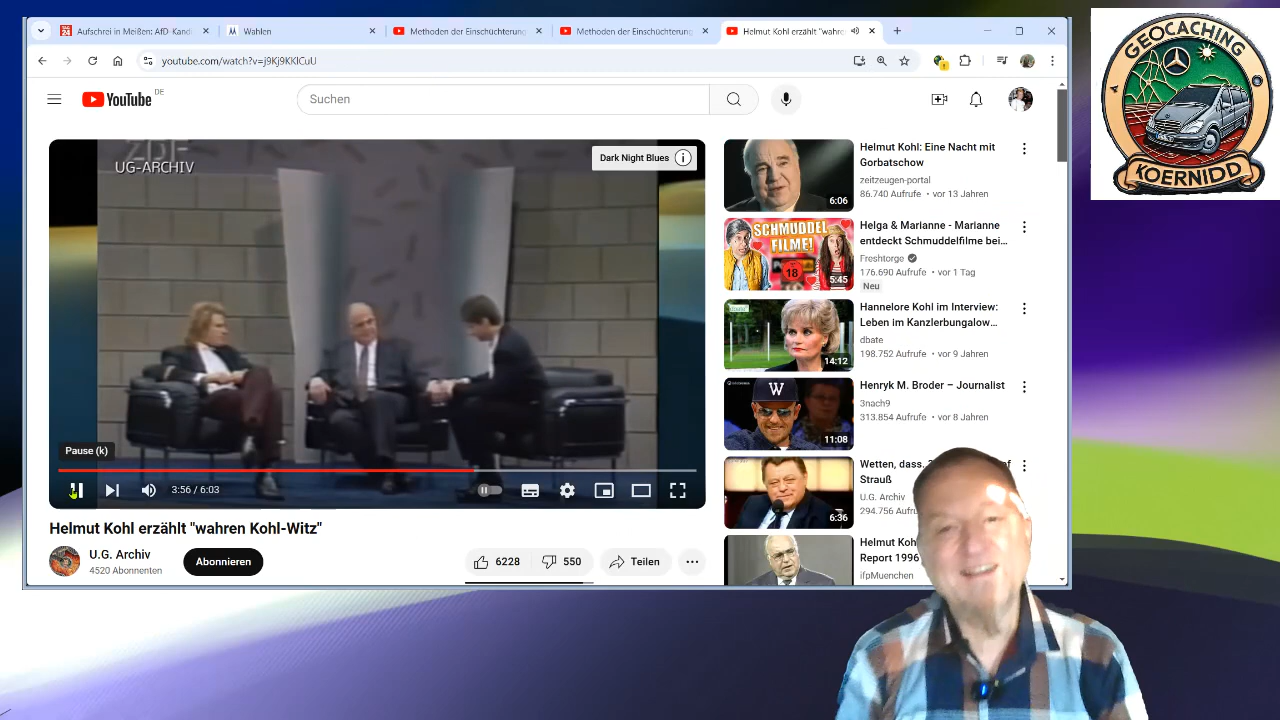 Aufschrei in Meißen: AfD-Kandi
Wahlen
Methoden der Einschüchterung
Methoden der Einschüchterung
Helmut Kohl erzählt "wahre
youtube.com/watch?v=j9Kj9KKlCuU
YouTube DE
Suchen
ZDF
UG-ARCHIV
Dark Night Blues
Pause (k)
3:56 / 6:03
Helmut Kohl erzählt "wahren Kohl-Witz"
U.G. Archiv
4520 Abonnenten
Abonnieren
6228
550
Teilen
6:06
Helmut Kohl: Eine Nacht mit
Gorbatschow
zeitzeugen-portal
86.740 Aufrufe • vor 13 Jahren
SCHMUDDEL
FILME!
18
5:45
Helga & Marianne - Marianne
entdeckt Schmuddelfilme bei...
Freshtorge
176.690 Aufrufe • vor 1 Tag
Neu
14:12
Hannelore Kohl im Interview:
Leben im Kanzlerbungalow...
dbate
198.752 Aufrufe • vor 9 Jahren
W
11:08
Henryk M. Broder – Journalist
3nach9
313.854 Aufrufe • vor 8 Jahren
6:36
Wetten, dass.
Strauß
U.G. Archiv
294.756
Helmut Koh
Report 1996
ifpMuenchen
GEOCACHING
KOERNIDD